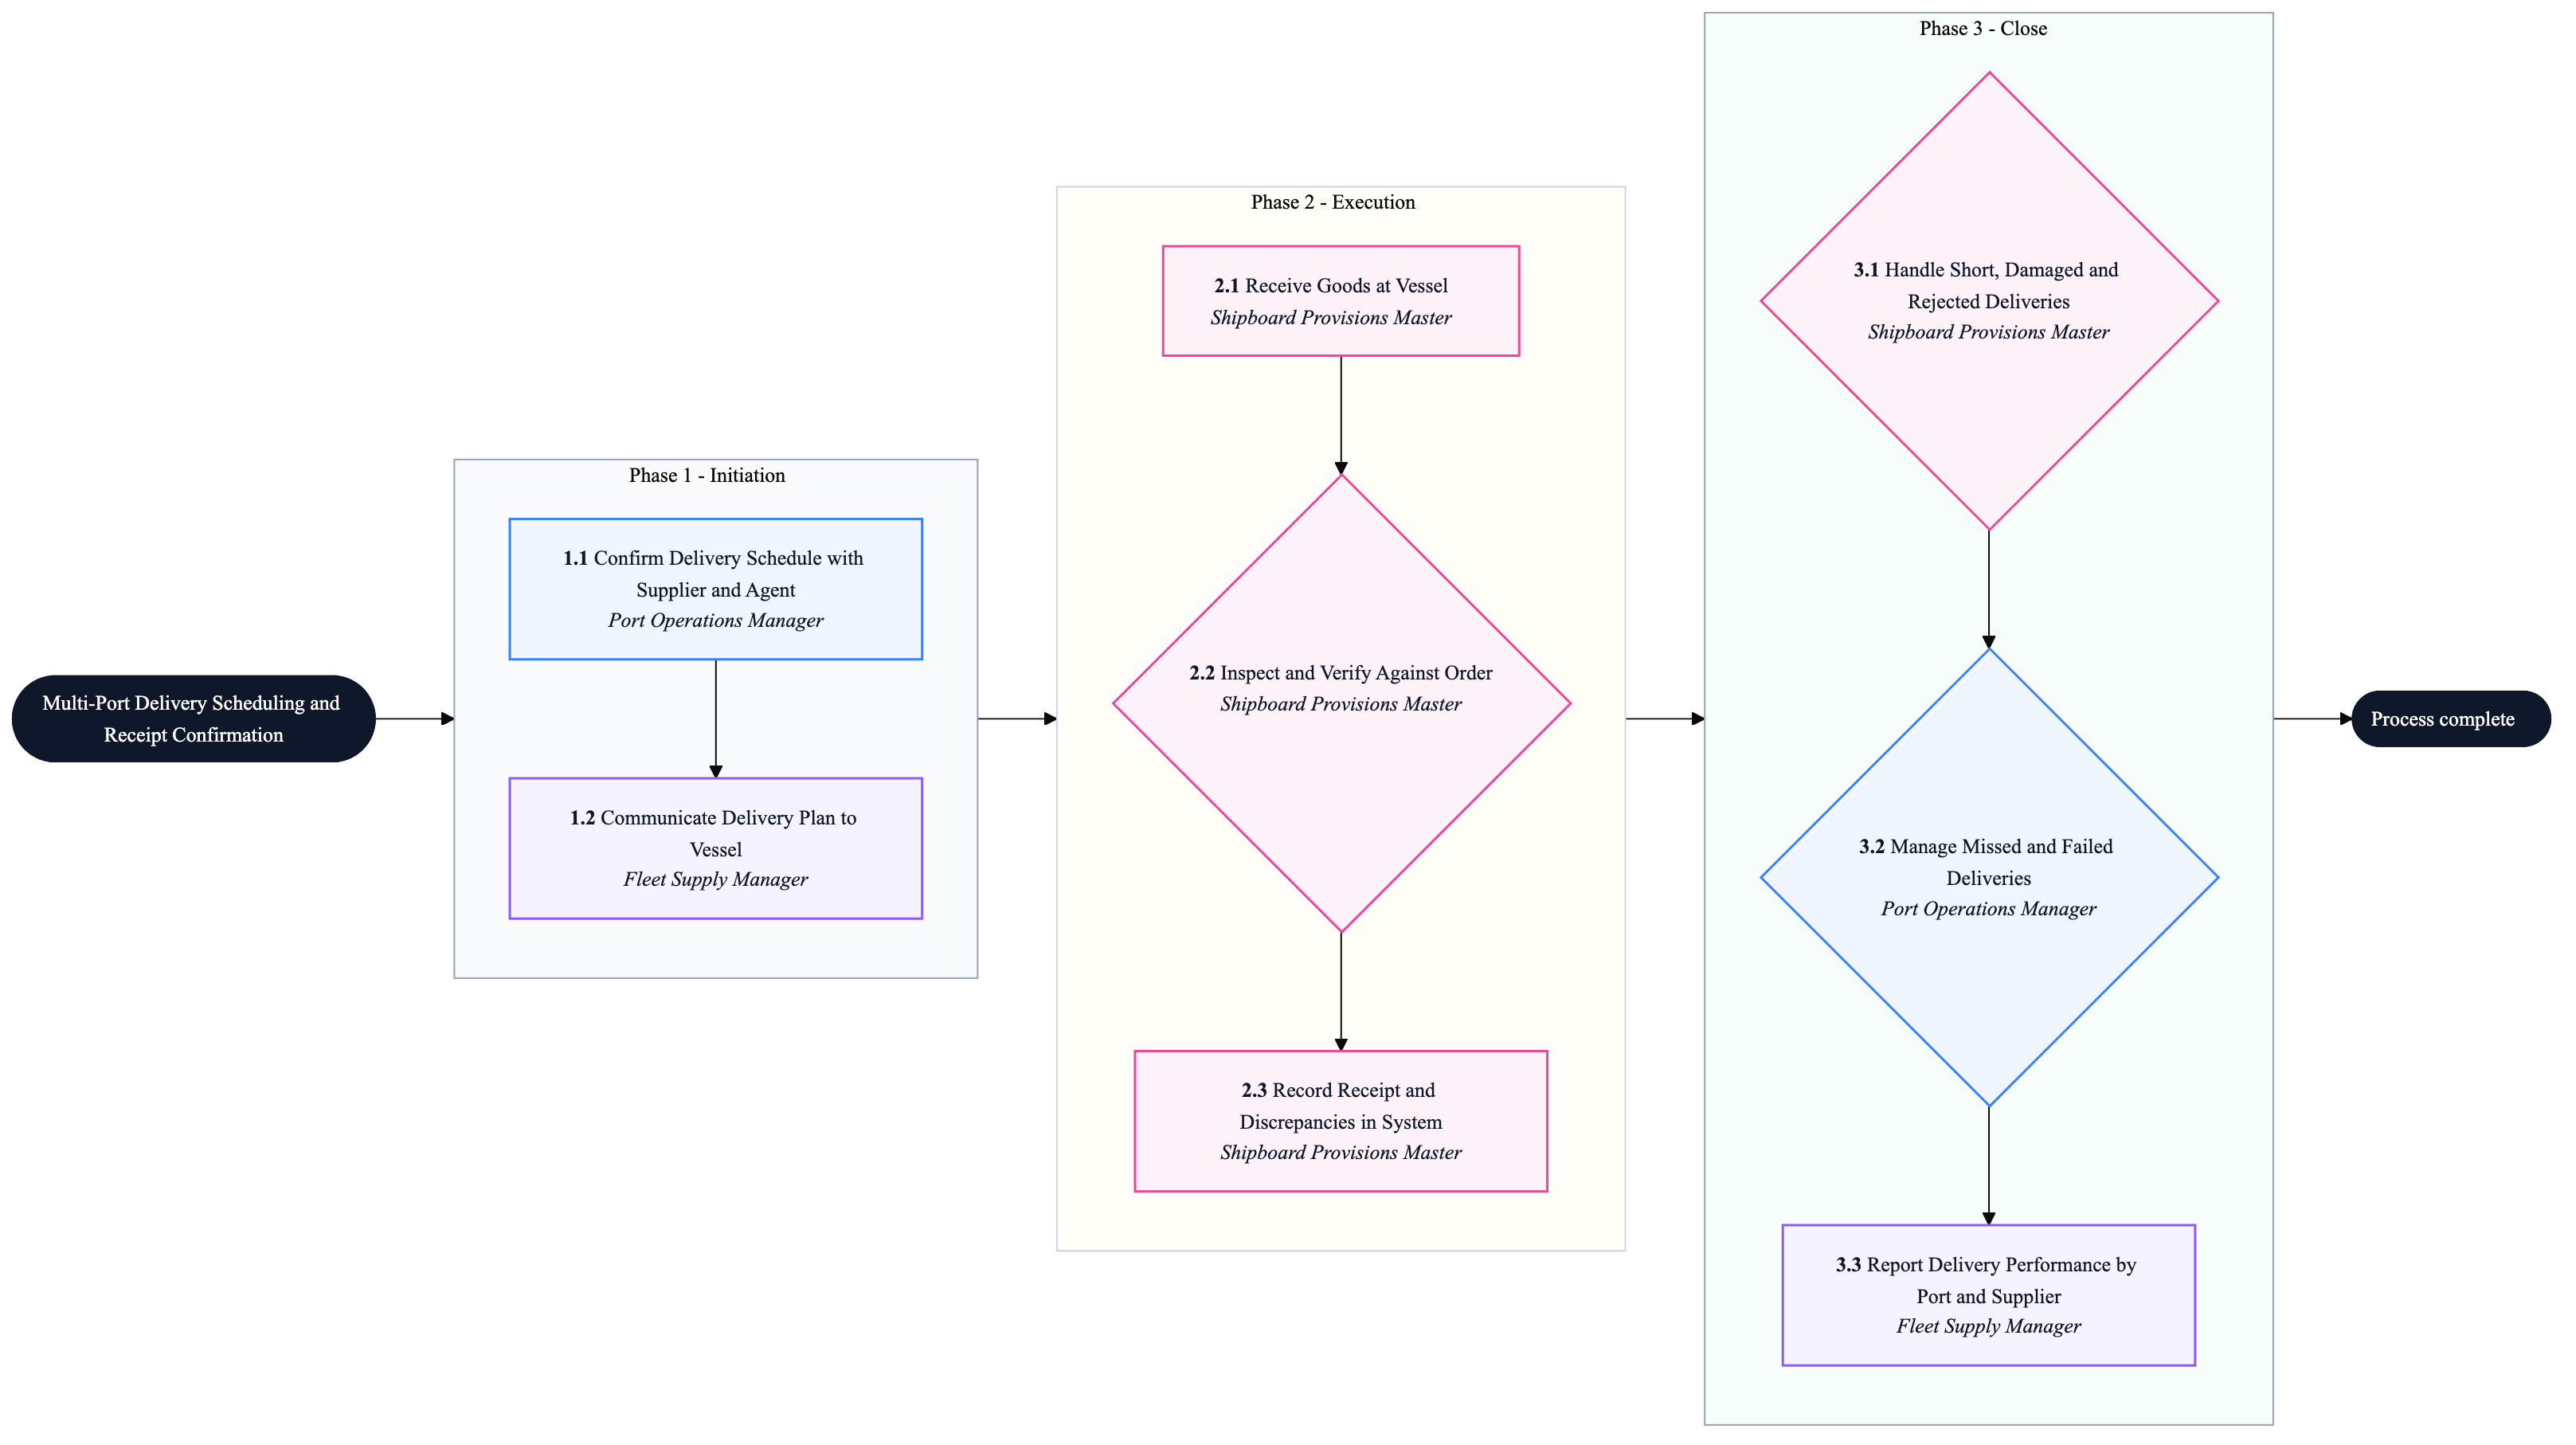 Multi-Port Delivery Scheduling and
Receipt Confirmation
Phase 1 - Initiation
1.1 Confirm Delivery Schedule with
Supplier and Agent
Port Operations Manager
1.2 Communicate Delivery Plan to
Vessel
Fleet Supply Manager
Phase 2 - Execution
2.1 Receive Goods at Vessel
Shipboard Provisions Master
2.2 Inspect and Verify Against Order
Shipboard Provisions Master
2.3 Record Receipt and
Discrepancies in System
Shipboard Provisions Master
Phase 3 - Close
3.1 Handle Short, Damaged and
Rejected Deliveries
Shipboard Provisions Master
3.2 Manage Missed and Failed
Deliveries
Port Operations Manager
3.3 Report Delivery Performance by
Port and Supplier
Fleet Supply Manager
Process complete